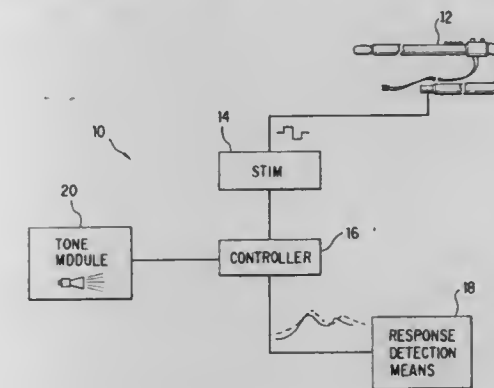 12
14
10
STIM
20
16
TONE
MODULE
CONTROLLER
18
RESPONSE
DETECTION
MEANS